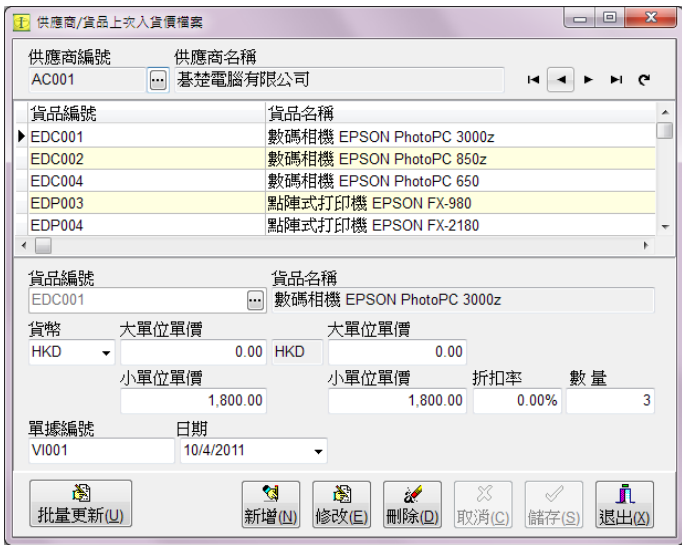 供應商/貨品上次入貨價檔案
供應商編號 供應商名稱
AC001 ... 基楚電腦有限公司
貨品編號 貨品名稱
EDC001 數碼相機 EPSON PhotoPC 3000z
EDC002 數碼相機 EPSON PhotoPC 850z
EDC004 數碼相機 EPSON PhotoPC 650
EDP003 點陣式打印機 EPSON FX-980
EDP004 點陣式打印機 EPSON FX-2180
貨品編號 貨品名稱
EDC001 ... 數碼相機 EPSON PhotoPC 3000z
貨幣 大單位單價 大單位單價
HKD 0.00 HKD 0.00
小單位單價 小單位單價 折扣率 數 量
1,800.00 1,800.00 0.00% 3
單據編號 日期
VI001 10/4/2011
批量更新(U) 新增(N) 修改(E) 刪除(D) 取消(C) 儲存(S) 退出(X)